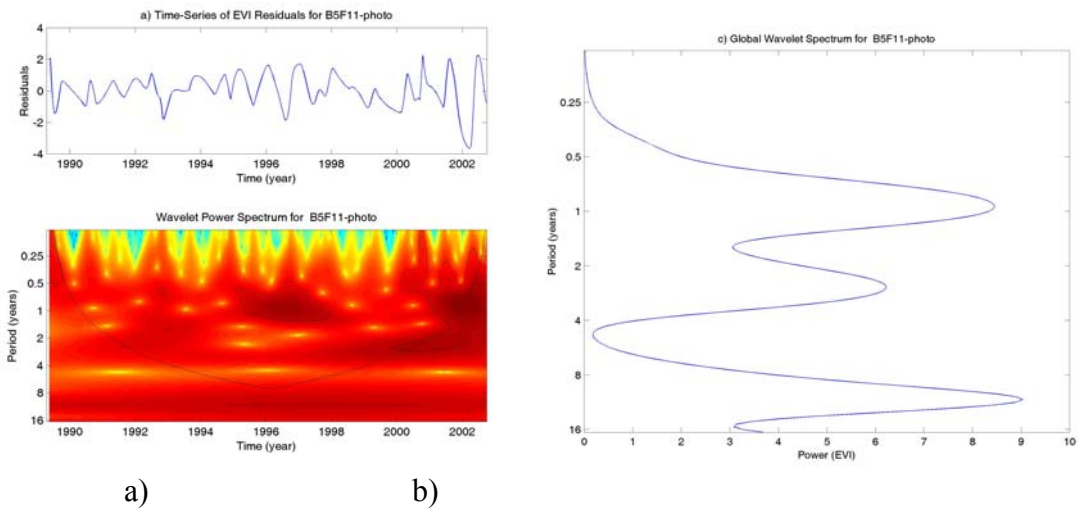 a) Time-Series of EVI Residuals for B5F11-photo
4
2
0
-2
-4
Residuals
1990 1992 1994 1996 1998 2000 2002
Time (year)
Wavelet Power Spectrum for B5F11-photo
0.25
0.5
1
2
4
8
16
Period (years)
1990 1992 1994 1996 1998 2000 2002
Time (year)
c) Global Wavelet Spectrum for B5F11-photo
0.25
0.5
1
2
4
8
16
Period (years)
0 1 2 3 4 5 6 7 8 9 10
Power (EVI)
a) b)